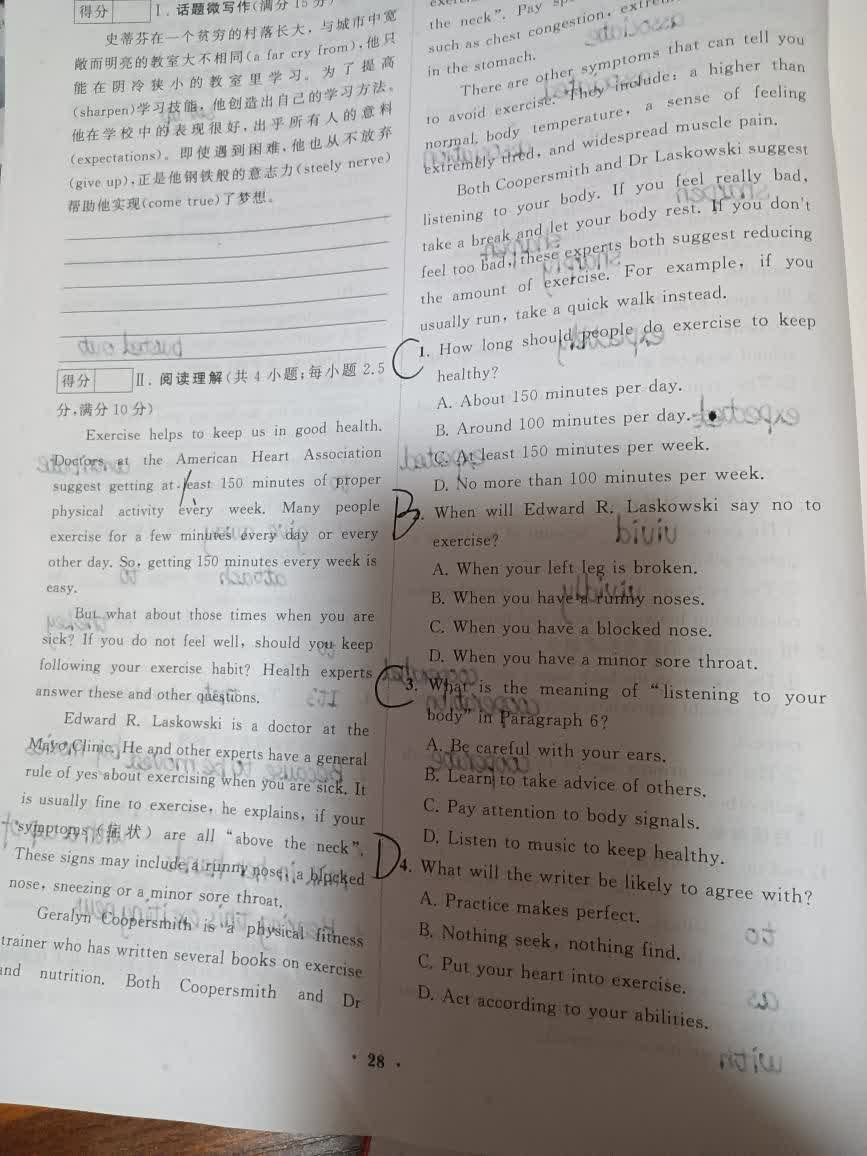 得分
Ⅰ. 话题微写作(满分 15 分)
史蒂芬在一个贫穷的村落长大，与城市中宽
敞而明亮的教室大不相同(a far cry from)，他只
能在阴冷狭小的教室里学习。为了提高
(sharpen)学习技能，他创造出自己的学习方法。
他在学校中的表现很好，出乎所有人的意料
(expectations)。即使遇到困难，他也从不放弃
(give up)，正是他钢铁般的意志力(steely nerve)
帮助他实现(come true)了梦想。
得分
Ⅱ. 阅读理解(共 4 小题；每小题 2.5
分，满分 10 分)
Exercise helps to keep us in good health.
Doctors at the American Heart Association
suggest getting at least 150 minutes of proper
physical activity every week. Many people
exercise for a few minutes every day or every
other day. So, getting 150 minutes every week is
easy.
But what about those times when you are
sick? If you do not feel well, should you keep
following your exercise habit? Health experts
answer these and other questions.
Edward R. Laskowski is a doctor at the
Mayo Clinic. He and other experts have a general
rule of yes about exercising when you are sick. It
is usually fine to exercise, he explains, if your
symptoms (症状) are all “above the neck”.
These signs may include a runny nose, a blocked
nose, sneezing or a minor sore throat.
Geralyn Coopersmith is a physical fitness
trainer who has written several books on exercise
and nutrition. Both Coopersmith and Dr
the neck”. Pay
such as chest congestion,
in the stomach.
There are other symptoms that can tell you
to avoid exercise. They include: a higher than
normal body temperature, a sense of feeling
extremely tired, and widespread muscle pain.
Both Coopersmith and Dr Laskowski suggest
listening to your body. If you feel really bad,
take a break and let your body rest. If you don't
feel too bad, these experts both suggest reducing
the amount of exercise. For example, if you
usually run, take a quick walk instead.
C 1. How long should people do exercise to keep
healthy?
A. About 150 minutes per day.
B. Around 100 minutes per day.
C. At least 150 minutes per week.
D. No more than 100 minutes per week.
B 2. When will Edward R. Laskowski say no to
exercise?
A. When your left leg is broken.
B. When you have a runny noses.
C. When you have a blocked nose.
D. When you have a minor sore throat.
C 3. What is the meaning of “listening to your
body” in Paragraph 6?
A. Be careful with your ears.
B. Learn to take advice of others.
C. Pay attention to body signals.
D. Listen to music to keep healthy.
D 4. What will the writer be likely to agree with?
A. Practice makes perfect.
B. Nothing seek, nothing find.
C. Put your heart into exercise.
D. Act according to your abilities.
· 28 ·